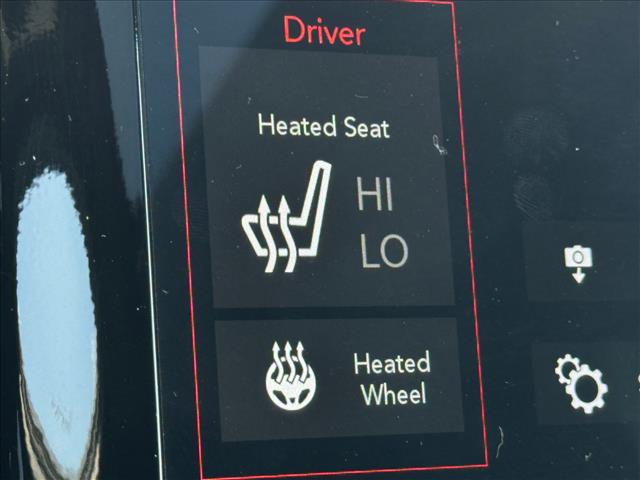 Driver
Heated Seat
HI
LO
Heated
Wheel